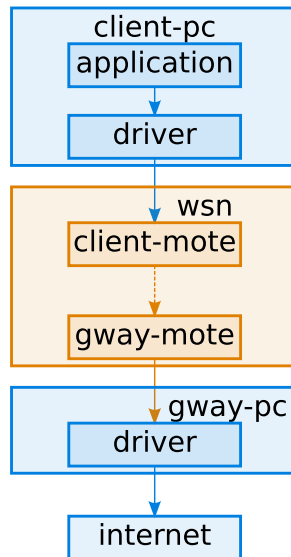 client-pc
application
driver
wsn
client-mote
gway-mote
gway-pc
driver
internet